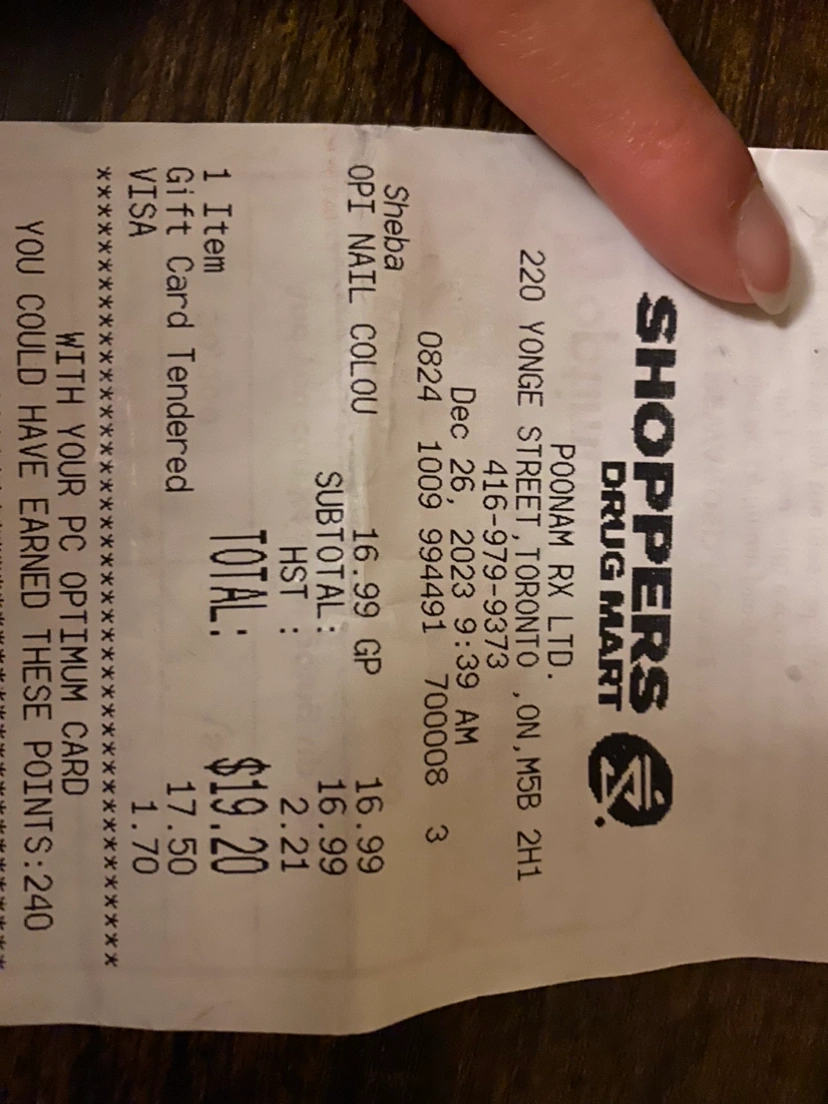 SHOPPERS
DRUG MART
POONAM RX LTD.
220 YONGE STREET,TORONTO ,ON,M5B 2H1
416-979-9373
Dec 26, 2023 9:39 AM
0824 1009 994491 700008 3
Sheba
OPI NAIL COLOU 16.99 GP 16.99
SUBTOTAL: 16.99
HST : 2.21
TOTAL: $19.20
1 Item
Gift Card Tendered 17.50
VISA 1.70
****************************************
WITH YOUR PC OPTIMUM CARD
YOU COULD HAVE EARNED THESE POINTS:240